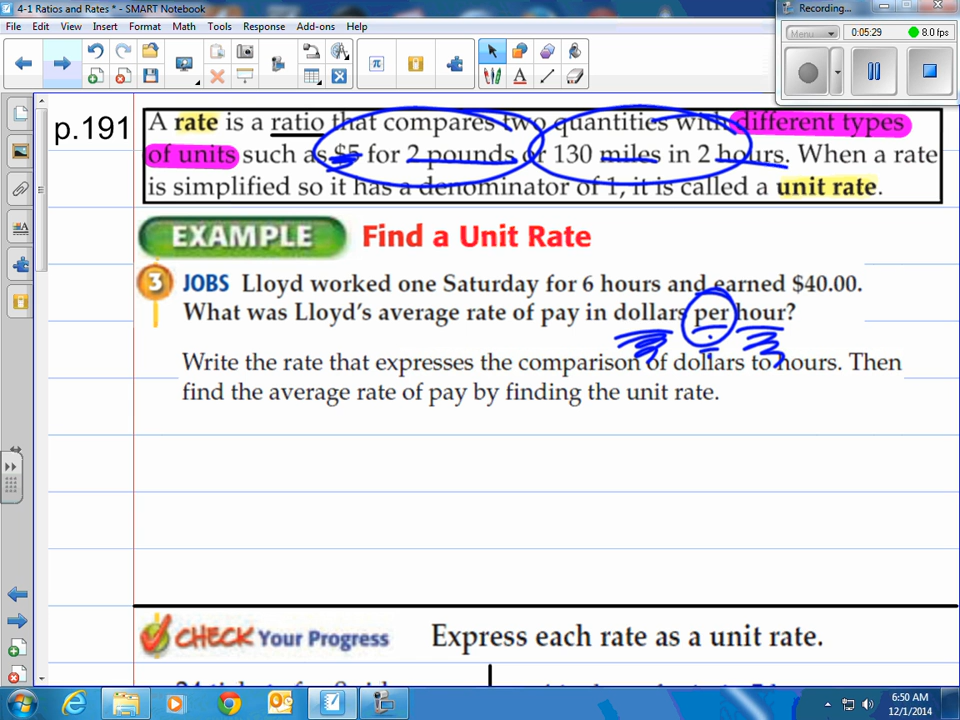 4-1 Ratios and Rates * - SMART Notebook
Recording...
File Edit View Insert Format Math Tools Response Add-ons Help
Menu
0:05:29
8.0 fps
p.191
A rate is a ratio that compares two quantities with different types
of units such as $5 for 2 pounds or 130 miles in 2 hours. When a rate
is simplified so it has a denominator of 1, it is called a unit rate.
EXAMPLE Find a Unit Rate
3 JOBS Lloyd worked one Saturday for 6 hours and earned $40.00.
What was Lloyd's average rate of pay in dollars per hour?
÷
Write the rate that expresses the comparison of dollars to hours. Then
find the average rate of pay by finding the unit rate.
CHECK Your Progress Express each rate as a unit rate.
6:50 AM
12/1/2014